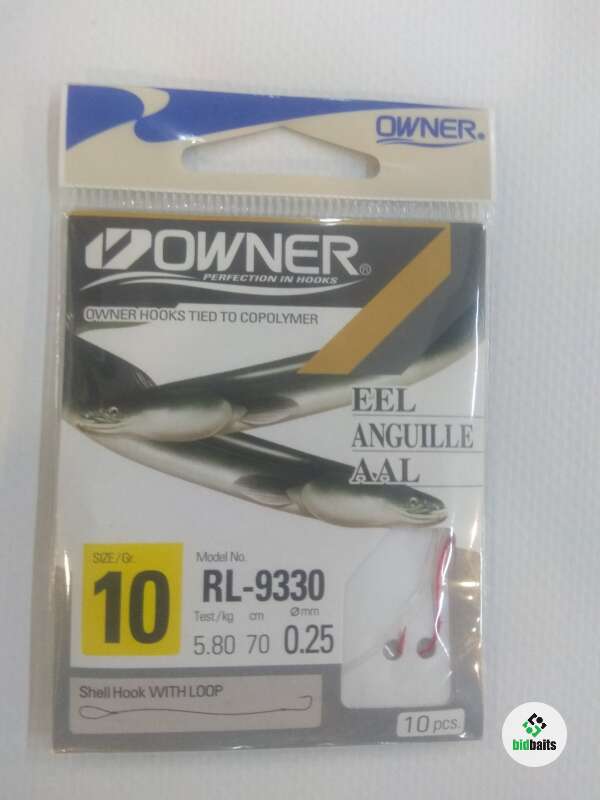 OWNER®
OWNER®
PERFECTION IN HOOKS
OWNER HOOKS TIED TO COPOLYMER
EEL
ANGUILLE
AAL
SIZE/Gr.
10
Model No.
RL-9330
Test/kg cm Ømm
5.80 70 0.25
Shell Hook WITH LOOP
10 pcs.
bidbaits